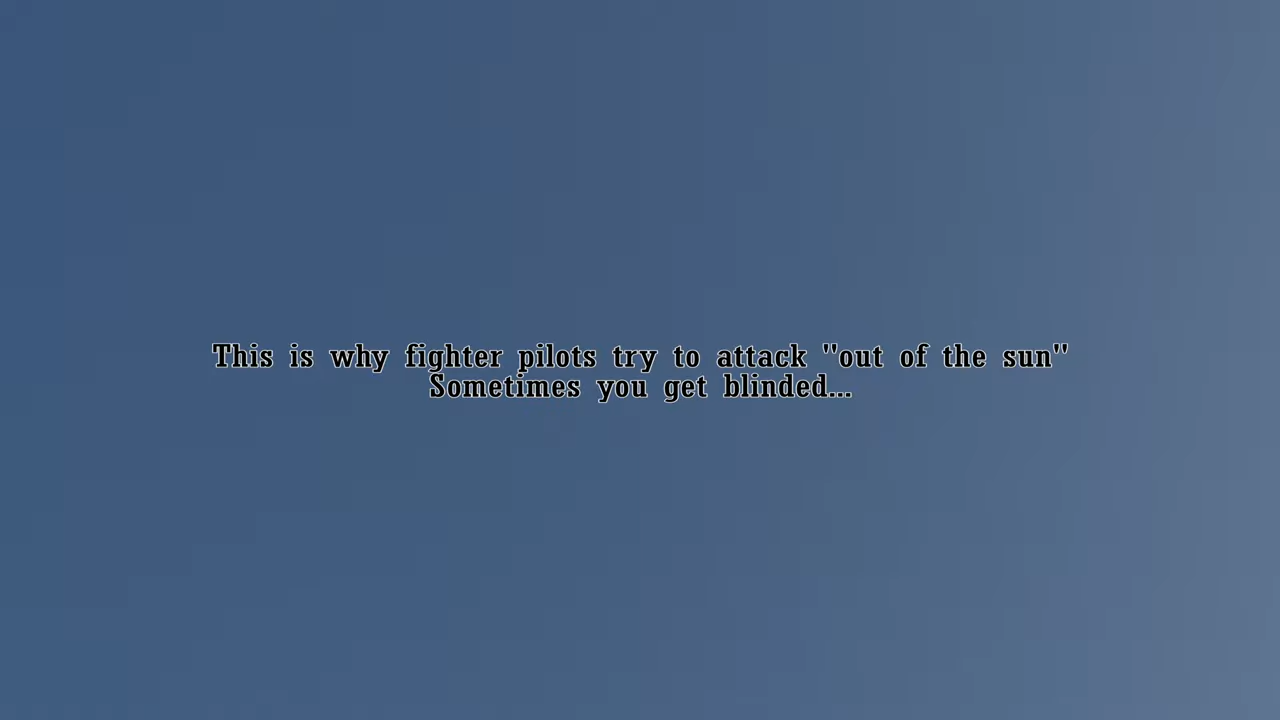 This is why fighter pilots try to attack "out of the sun"
Sometimes you get blinded...